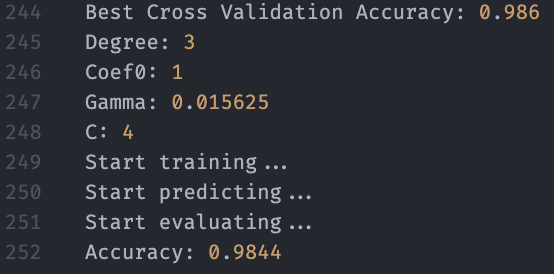 244 Best Cross Validation Accuracy: 0.986
245 Degree: 3
246 Coef0: 1
247 Gamma: 0.015625
248 C: 4
249 Start training...
250 Start predicting...
251 Start evaluating...
252 Accuracy: 0.9844